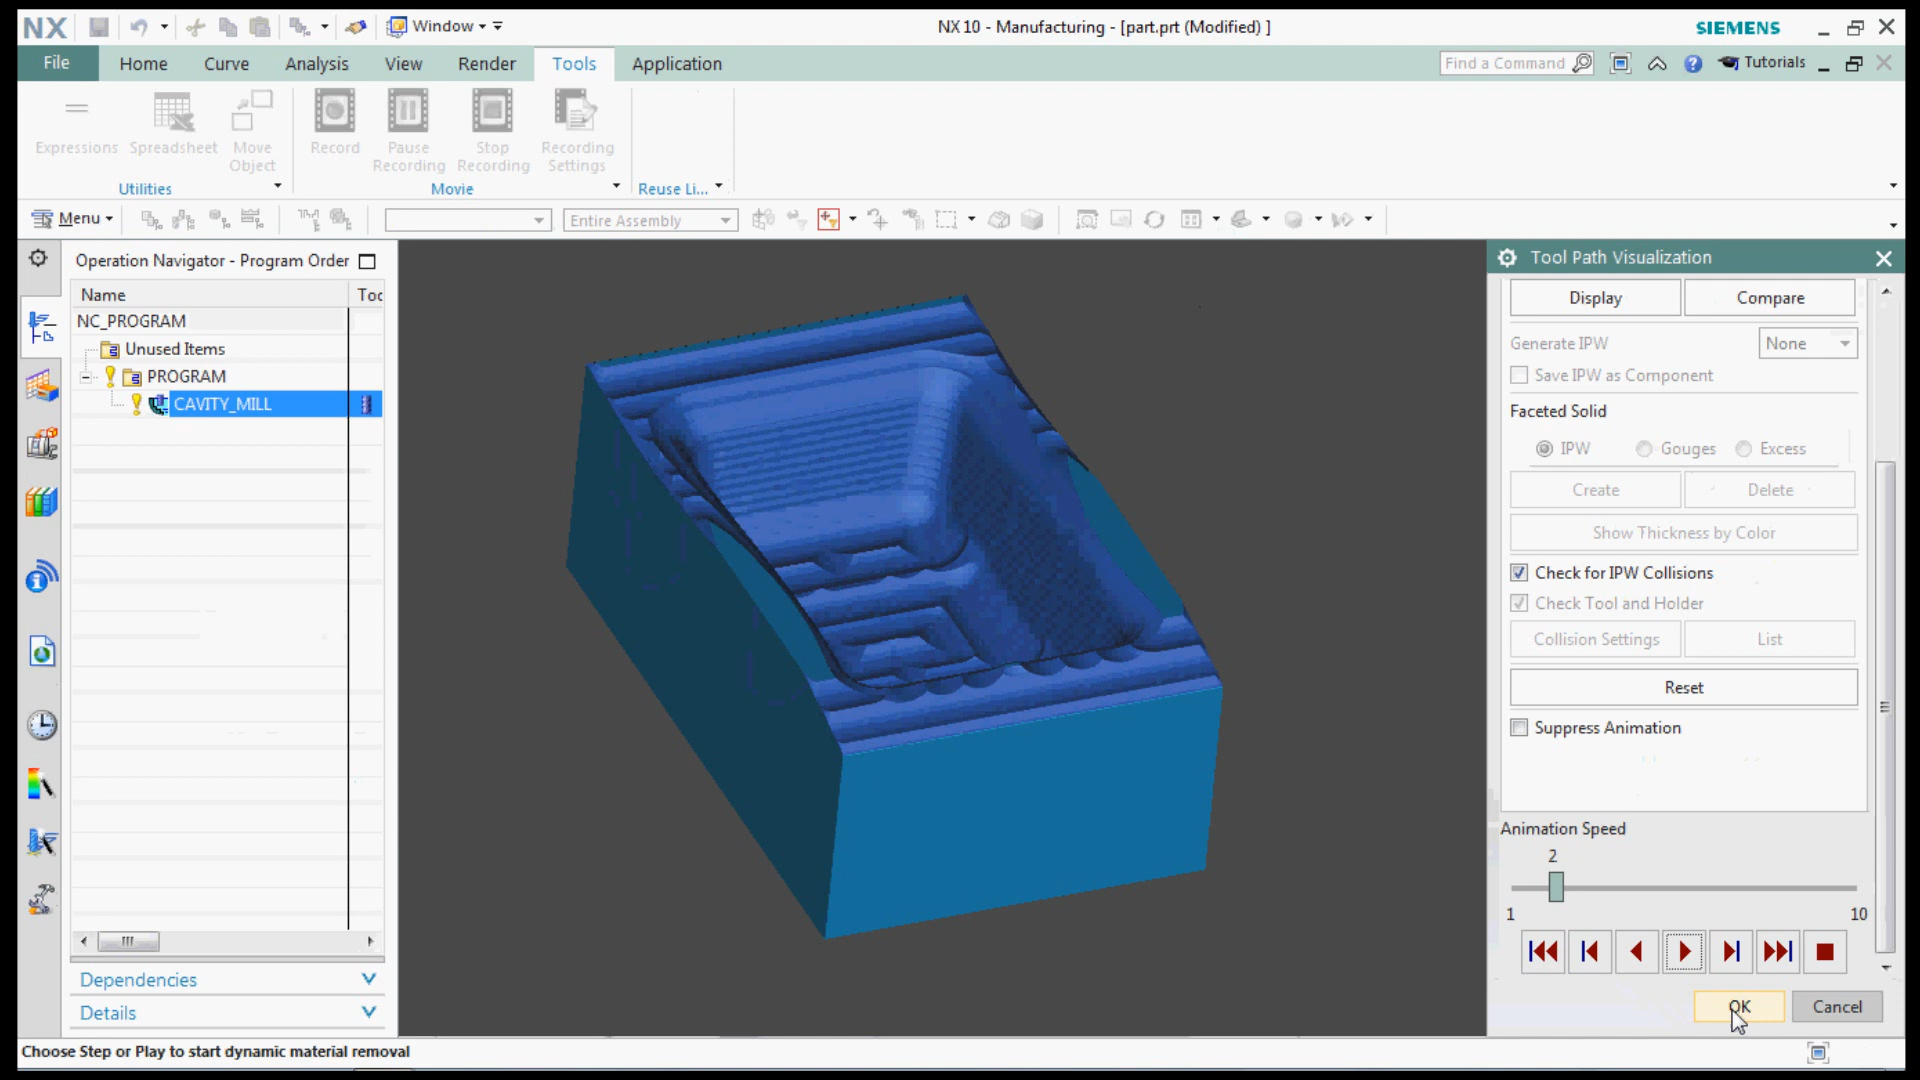 NX
Window
NX 10 - Manufacturing - [part.prt (Modified) ]
SIEMENS
File
Home
Curve
Analysis
View
Render
Tools
Application
Find a Command
Tutorials
Expressions
Spreadsheet
Move
Object
Record
Pause
Recording
Stop
Recording
Recording
Settings
Utilities
Movie
Reuse Li...
Menu
Entire Assembly
Operation Navigator - Program Order
Name
Toc
NC_PROGRAM
Unused Items
PROGRAM
CAVITY_MILL
Dependencies
Details
Tool Path Visualization
Display
Compare
Generate IPW
None
Save IPW as Component
Faceted Solid
IPW
Gouges
Excess
Create
Delete
Show Thickness by Color
Check for IPW Collisions
Check Tool and Holder
Collision Settings
List
Reset
Suppress Animation
Animation Speed
2
1
10
OK
Cancel
Choose Step or Play to start dynamic material removal